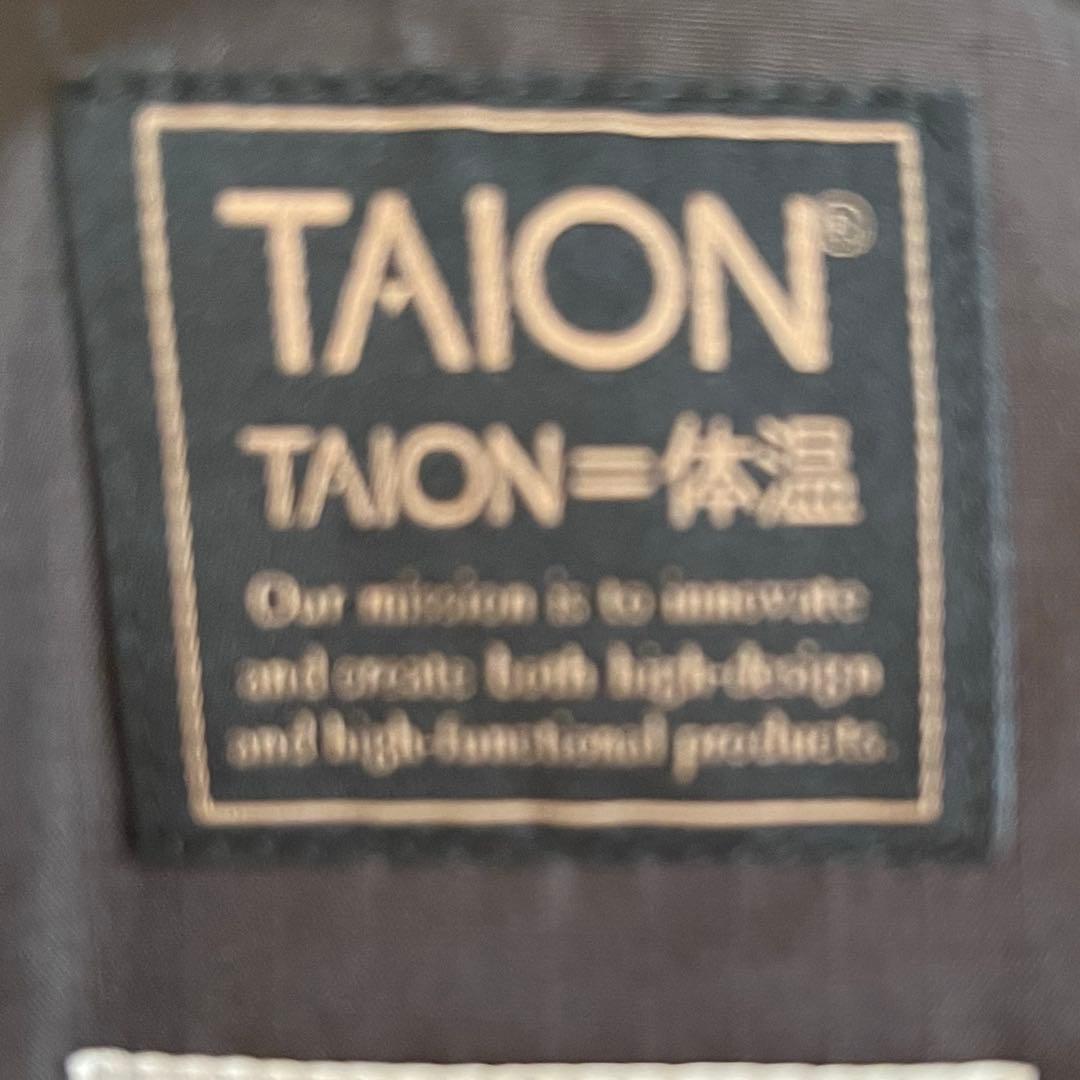 TAION®
TAION=体温
Our mission is to innovate
and create both high-design
and high-functional products.